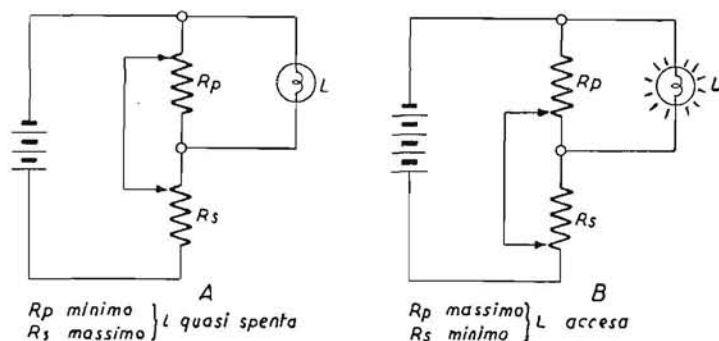 Rp
L
Rs
A
Rp minimo
Rs massimo
L quasi spenta
Rp
L
Rs
B
Rp massimo
Rs minimo
L accesa